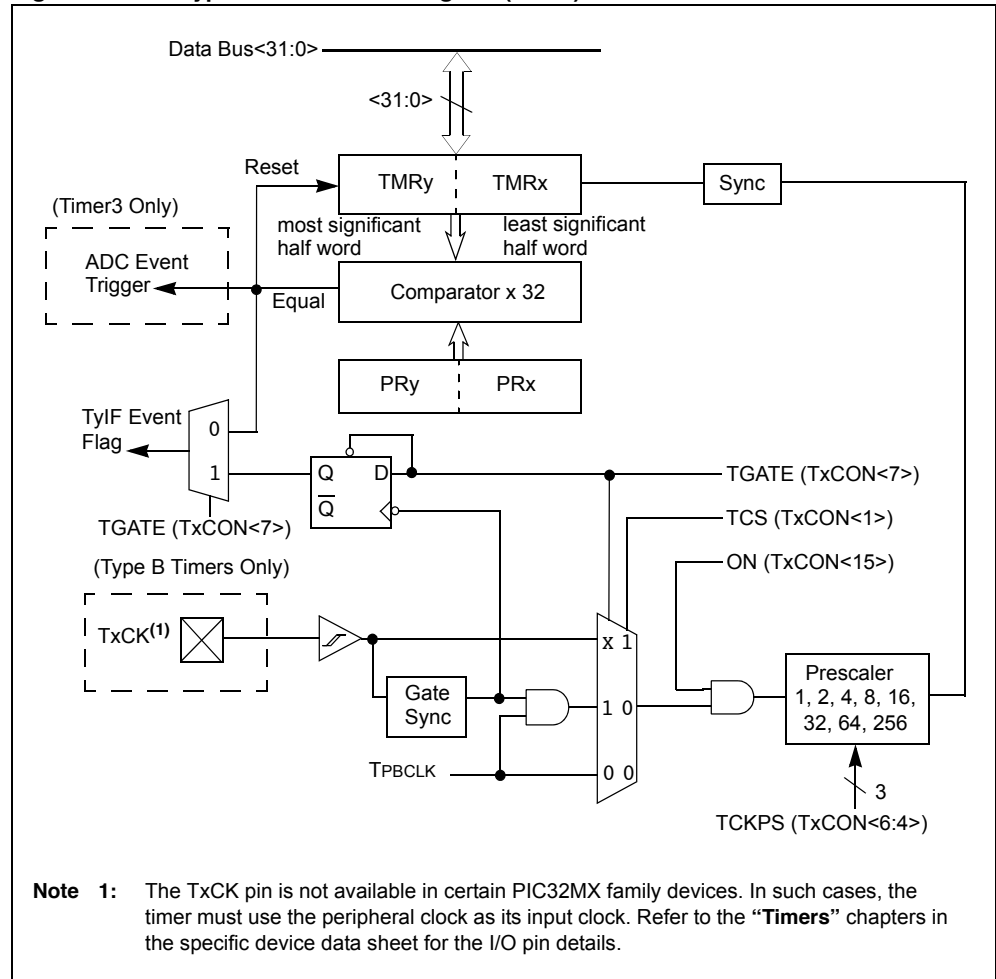 Data Bus<31:0>
<31:0>
Reset
TMRy
TMRx
Sync
(Timer3 Only)
most significant
half word
least significant
half word
ADC Event
Trigger
Equal
Comparator x 32
PRy
PRx
TyIF Event
Flag
0
1
Q
D
Q
TGATE (TxCON<7>)
TGATE (TxCON<7>)
TCS (TxCON<1>)
ON (TxCON<15>)
(Type B Timers Only)
TxCK(1)
x 1
Gate
Sync
1 0
Prescaler
1, 2, 4, 8, 16,
32, 64, 256
TPBCLK
0 0
3
TCKPS (TxCON<6:4>)
Note 1: The TxCK pin is not available in certain PIC32MX family devices. In such cases, the
timer must use the peripheral clock as its input clock. Refer to the “Timers” chapters in
the specific device data sheet for the I/O pin details.